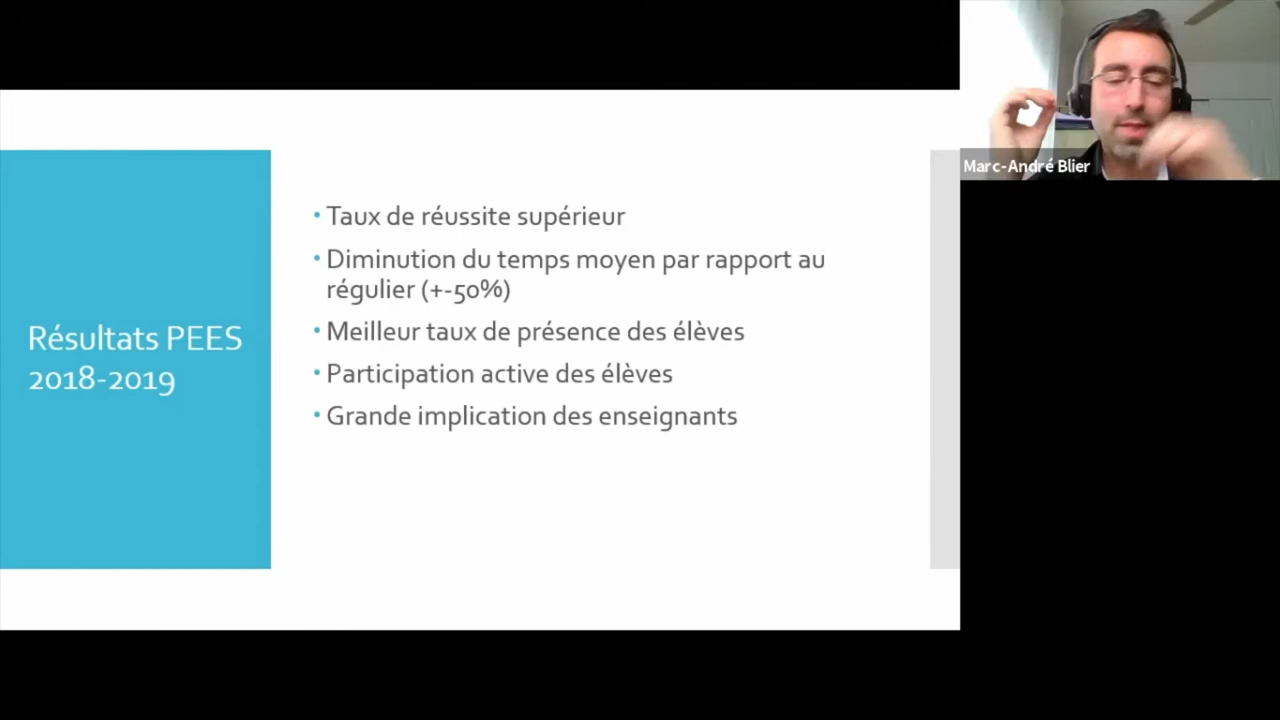 Résultats PEES
2018-2019
• Taux de réussite supérieur
• Diminution du temps moyen par rapport au
régulier (+-50%)
• Meilleur taux de présence des élèves
• Participation active des élèves
• Grande implication des enseignants
Marc-André Blier